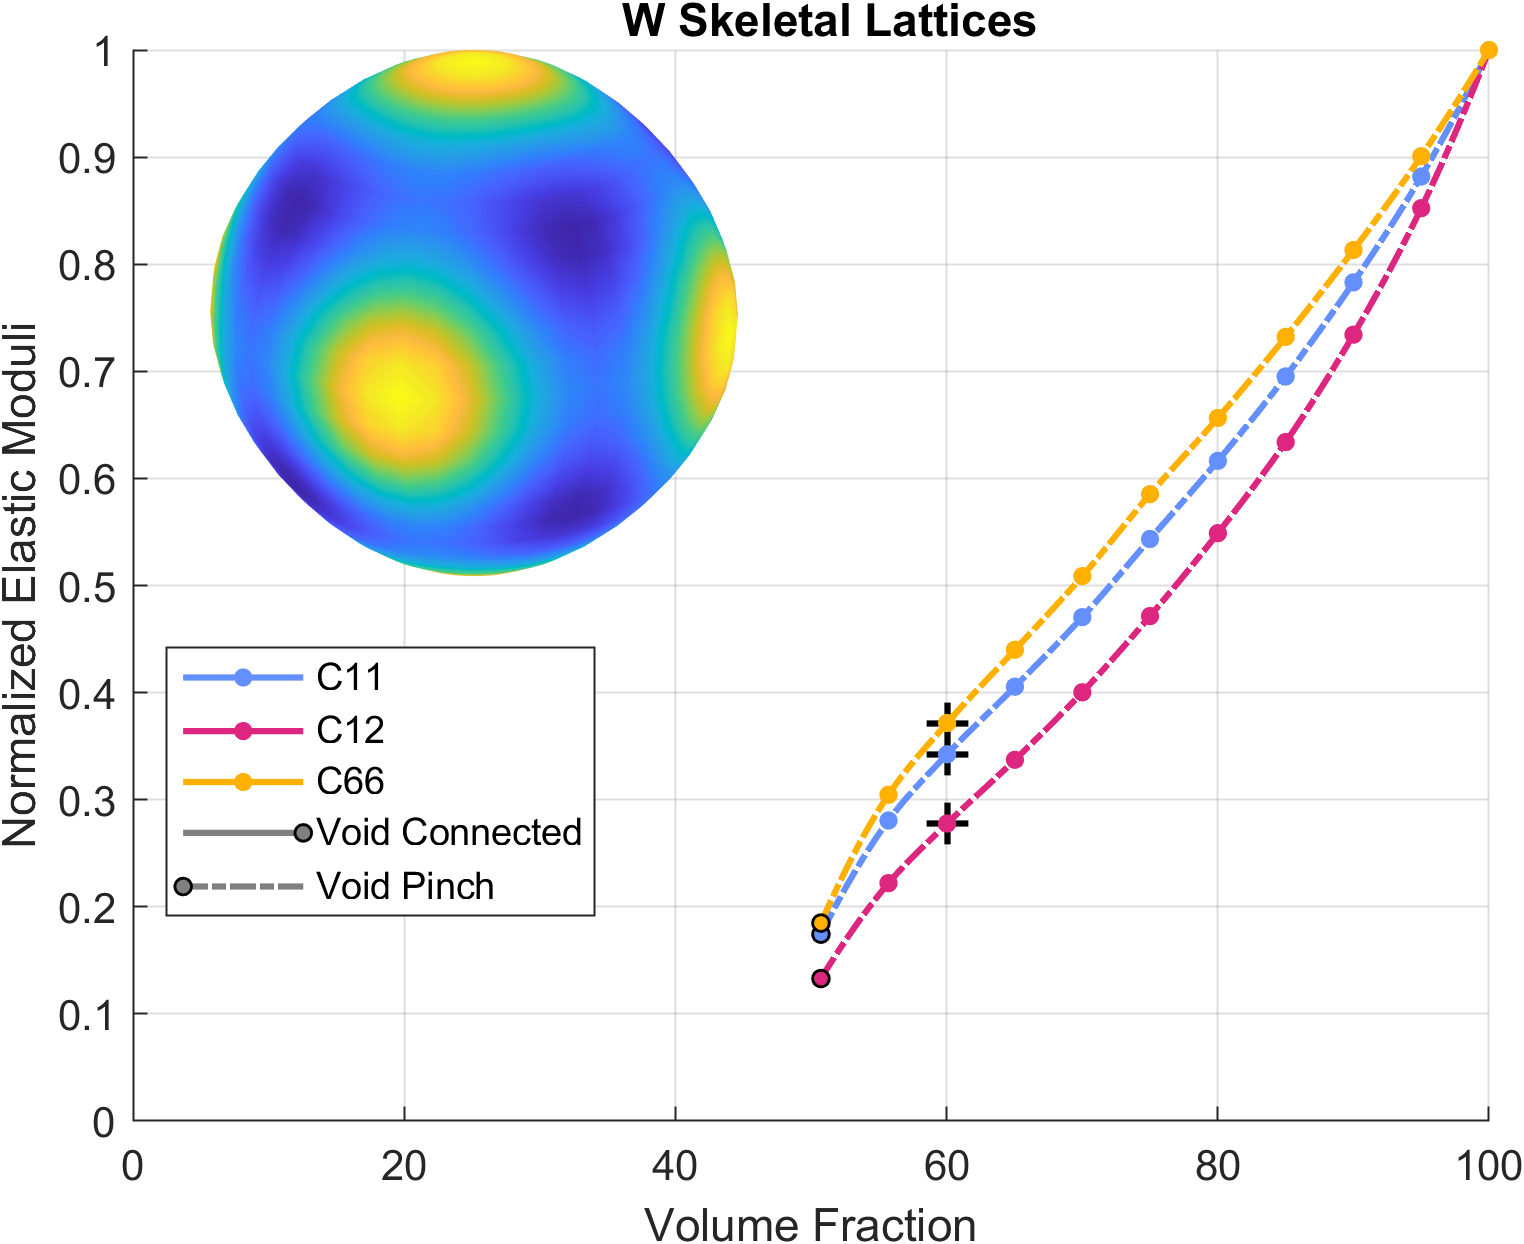 W Skeletal Lattices
Normalized Elastic Moduli
1
0.9
0.8
0.7
0.6
0.5
0.4
0.3
0.2
0.1
0
C11
C12
C66
Void Connected
Void Pinch
0 20 40 60 80 100
Volume Fraction